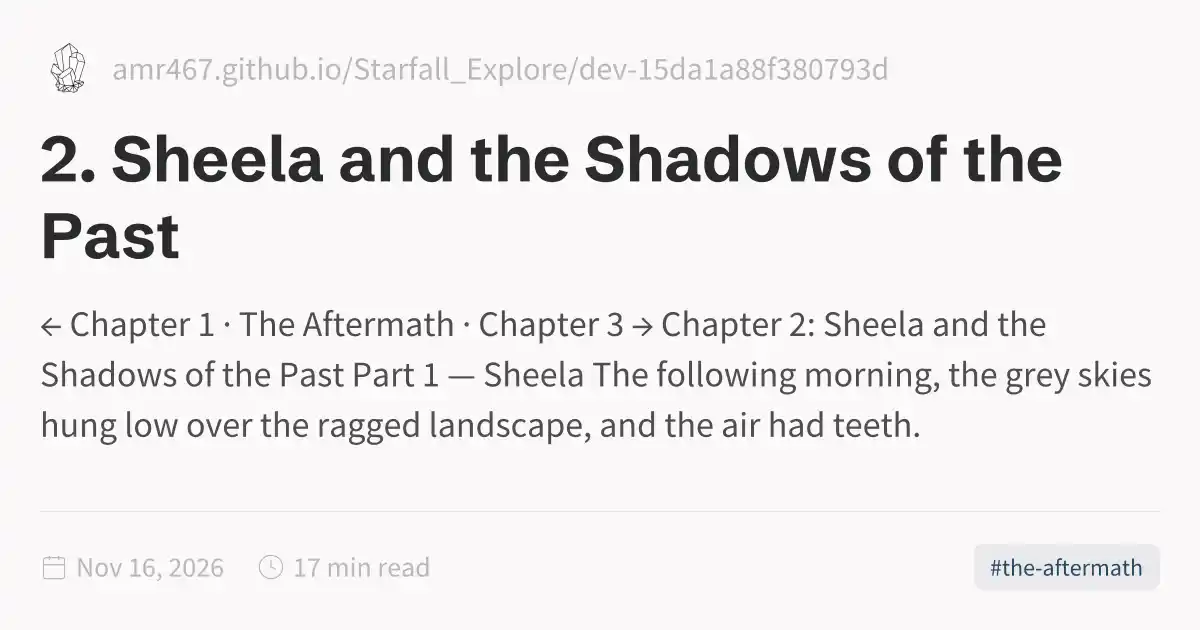 amr467.github.io/Starfall_Explore/dev-15da1a88f380793d
2. Sheela and the Shadows of the
Past
← Chapter 1 · The Aftermath · Chapter 3 → Chapter 2: Sheela and the
Shadows of the Past Part 1 — Sheela The following morning, the grey skies
hung low over the ragged landscape, and the air had teeth.
Nov 16, 2026 17 min read #the-aftermath